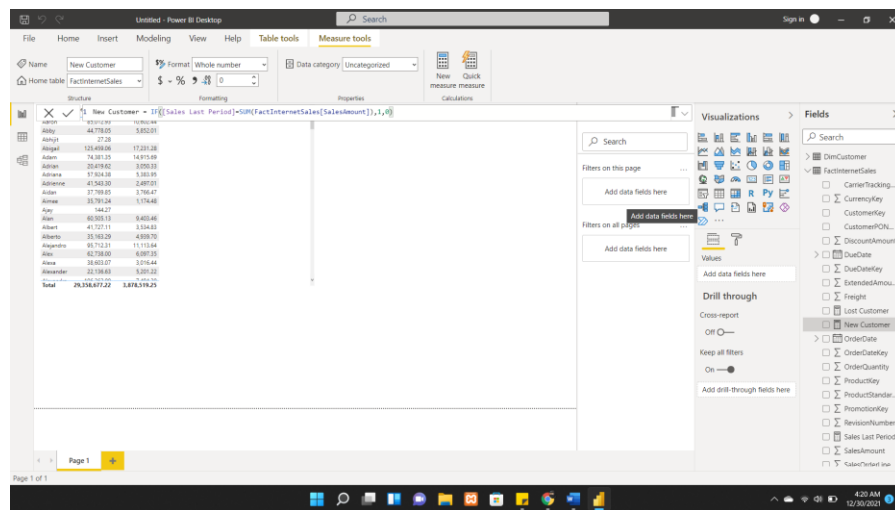 Untitled - Power BI Desktop
Search
Sign in
File Home Insert Modeling View Help Table tools Measure tools
Name New Customer
Home table FactInternetSales
Structure
$% Format Whole number
$ % 0
Formatting
Data category Uncategorized
Properties
New measure
Quick measure
Calculations
1 New Customer = IF([Sales Last Period]=SUM(FactInternetSales[SalesAmount]),1,0)
Abby 44,778.05 5,852.01
Abhijit 27.28
Abigail 123,459.06 17,231.28
Adam 74,381.35 14,915.69
Adrian 20,419.62 3,050.33
Adriana 57,924.38 5,383.95
Adrienne 41,543.30 2,497.01
Aidan 37,789.05 3,766.47
Aimee 33,791.24 1,174.48
Ajay 144.27
Alan 60,505.13 9,403.46
Albert 41,727.11 3,534.83
Alberto 35,163.29 4,939.70
Alejandro 95,712.31 11,113.64
Alex 62,738.00 6,097.35
Alexa 38,603.07 3,016.44
Alexander 22,136.63 5,201.22
Total 29,358,677.22 3,878,519.25
Search
Filters on this page ...
Add data fields here
Add data fields here
Filters on all pages ...
Add data fields here
Visualizations
R Py
...
Values
Add data fields here
Drill through
Cross-report
Off
Keep all filters
On
Add drill-through fields here
Fields
Search
DimCustomer
FactInternetSales
CarrierTracking...
CurrencyKey
CustomerKey
CustomerPON...
DiscountAmount
DueDate
DueDateKey
ExtendedAmou...
Freight
Lost Customer
New Customer
OrderDate
OrderDateKey
OrderQuantity
ProductKey
ProductStandar...
PromotionKey
RevisionNumber
Sales Last Period
SalesAmount
SalesOrderLine
Page 1
Page 1 of 1
4:20 AM
12/30/2021